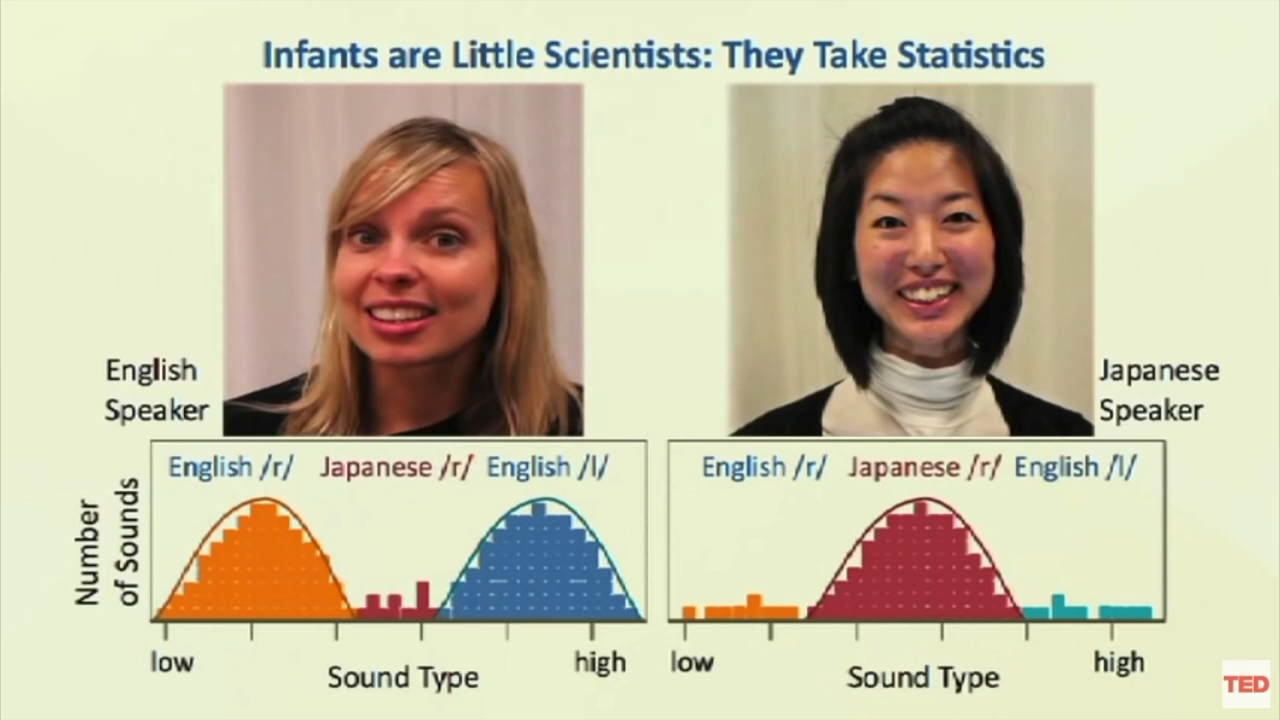 Infants are Little Scientists: They Take Statistics
English
Speaker
Japanese
Speaker
English /r/ Japanese /r/ English /l/
English /r/ Japanese /r/ English /l/
Number
of Sounds
low high
Sound Type
low high
Sound Type
TED